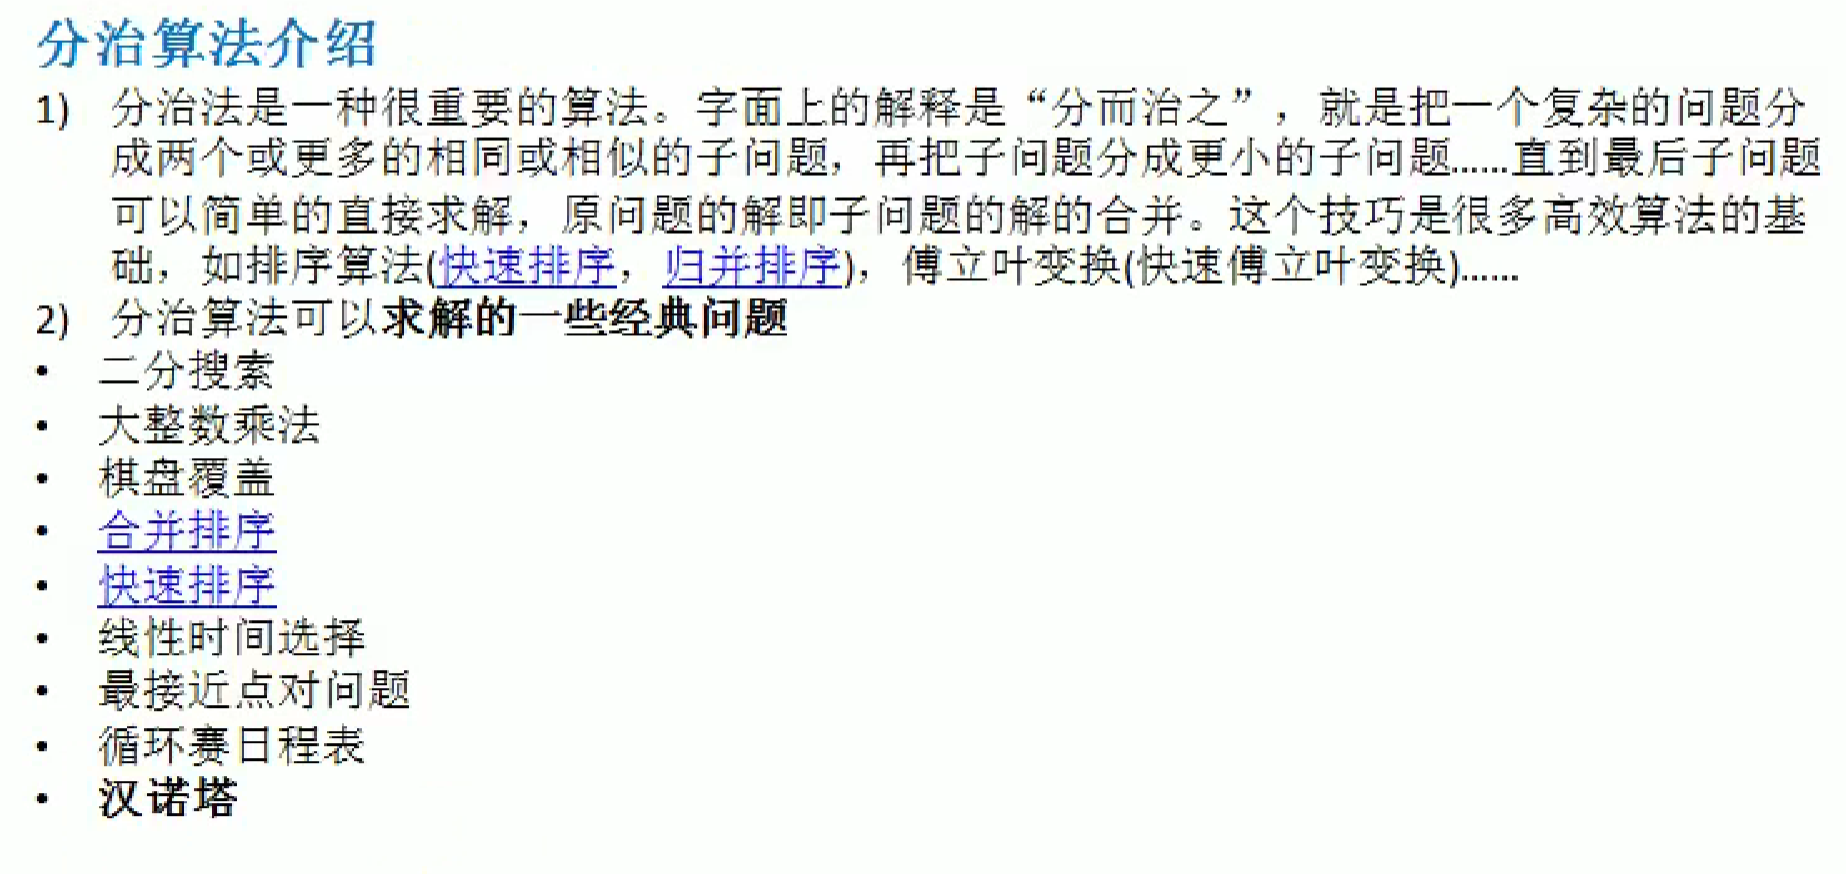 分治算法介绍
1) 分治法是一种很重要的算法。字面上的解释是“分而治之”，就是把一个复杂的问题分
成两个或更多的相同或相似的子问题，再把子问题分成更小的子问题......直到最后子问题
可以简单的直接求解，原问题的解即子问题的解的合并。这个技巧是很多高效算法的基
础，如排序算法(快速排序，归并排序)，傅立叶变换(快速傅立叶变换)......
2) 分治算法可以求解的一些经典问题
• 二分搜索
• 大整数乘法
• 棋盘覆盖
• 合并排序
• 快速排序
• 线性时间选择
• 最接近点对问题
• 循环赛日程表
• 汉诺塔